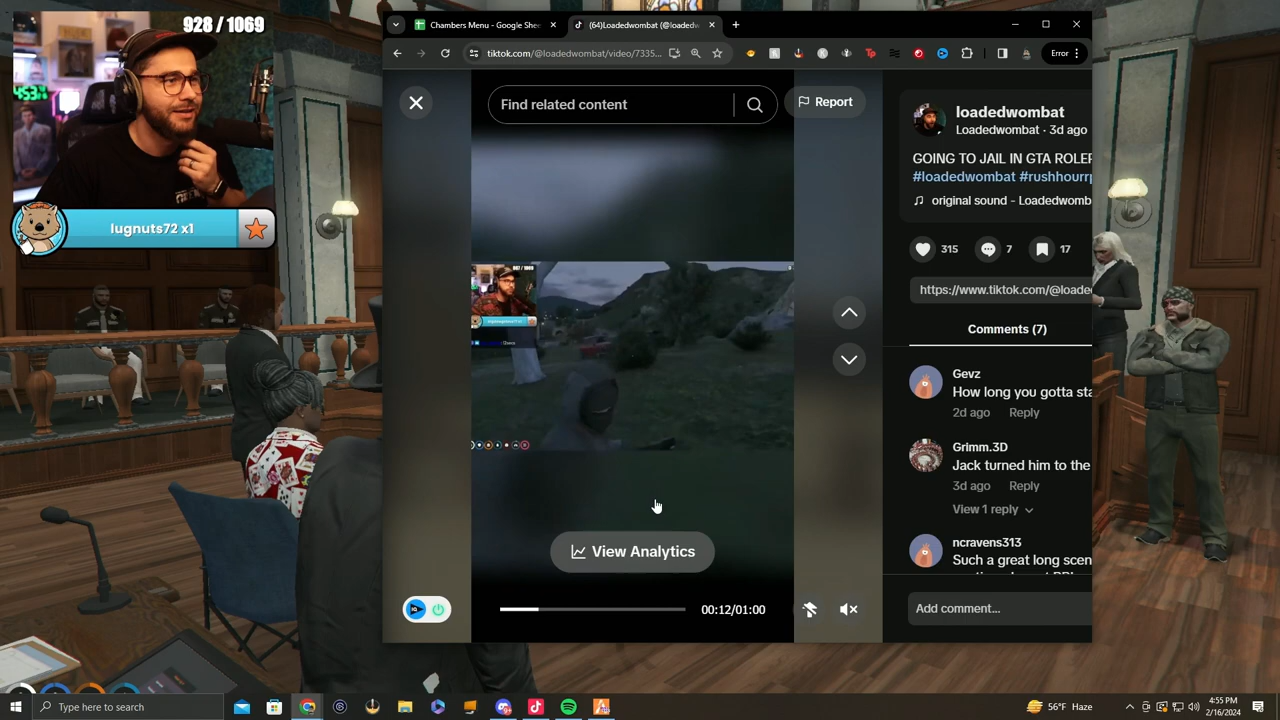 928 / 1069
453
lugnuts72 x1
Chambers Menu - Google She
(64)Loadedwombat (@loadedw
tiktok.com/@loadedwombat/video/7335...
Error
Find related content
Report
loadedwombat
Loadedwombat · 3d ago
GOING TO JAIL IN GTA ROLEP
#loadedwombat #rushhourrp
original sound - Loadedwomb
315
7
17
https://www.tiktok.com/@loaded
Comments (7)
Gevz
How long you gotta sta
2d ago Reply
Grimm.3D
Jack turned him to the
3d ago Reply
View 1 reply
ncravens313
Such a great long scen
View Analytics
00:12/01:00
Add comment...
Type here to search
56°F Haze
4:55 PM
2/16/2024